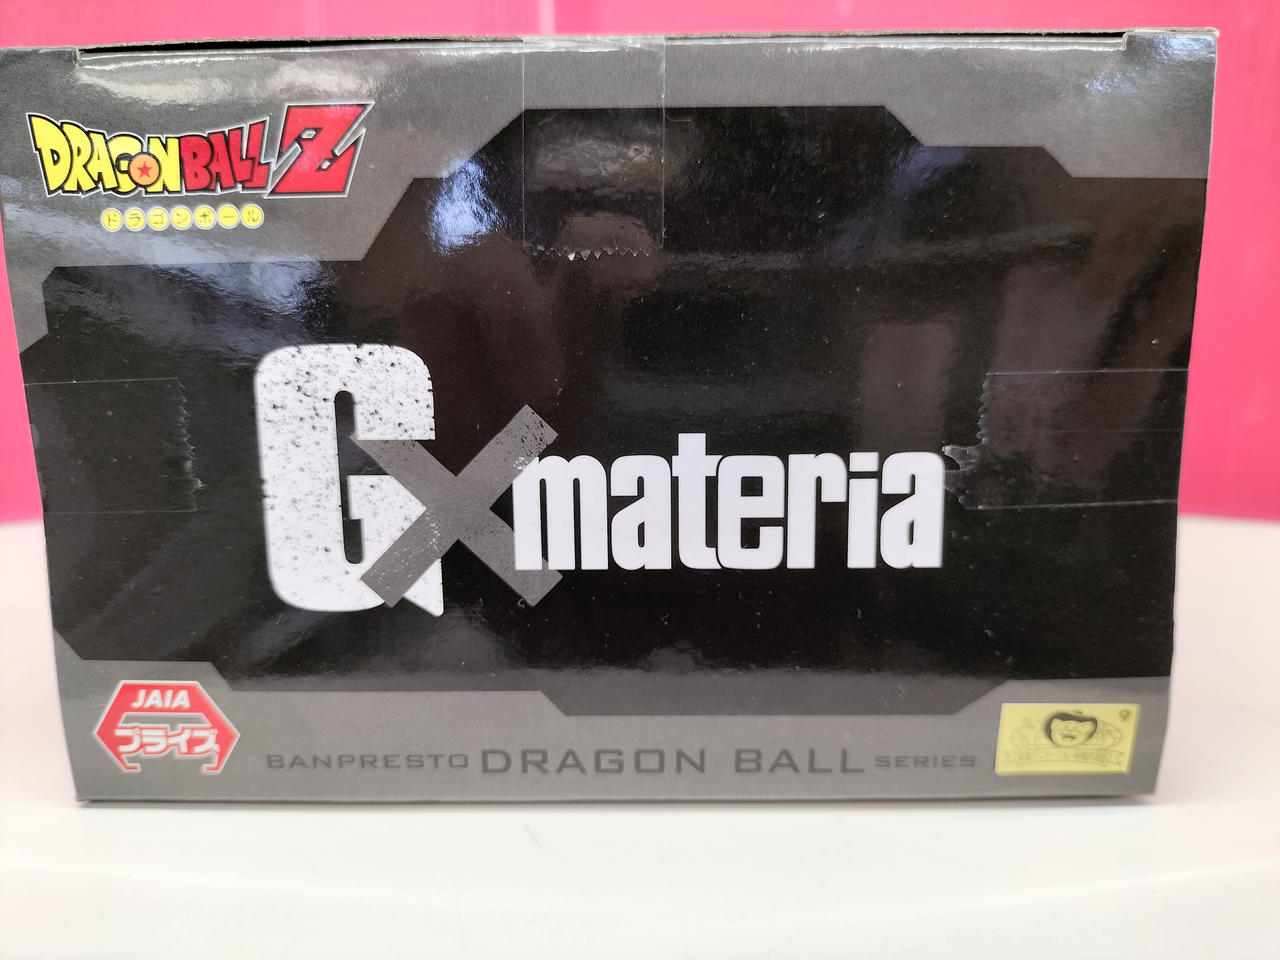 DRAGON BALL Z
ドラゴンボール
G×materia
JAIA
プライズ
BANPRESTO DRAGON BALL SERIES
9